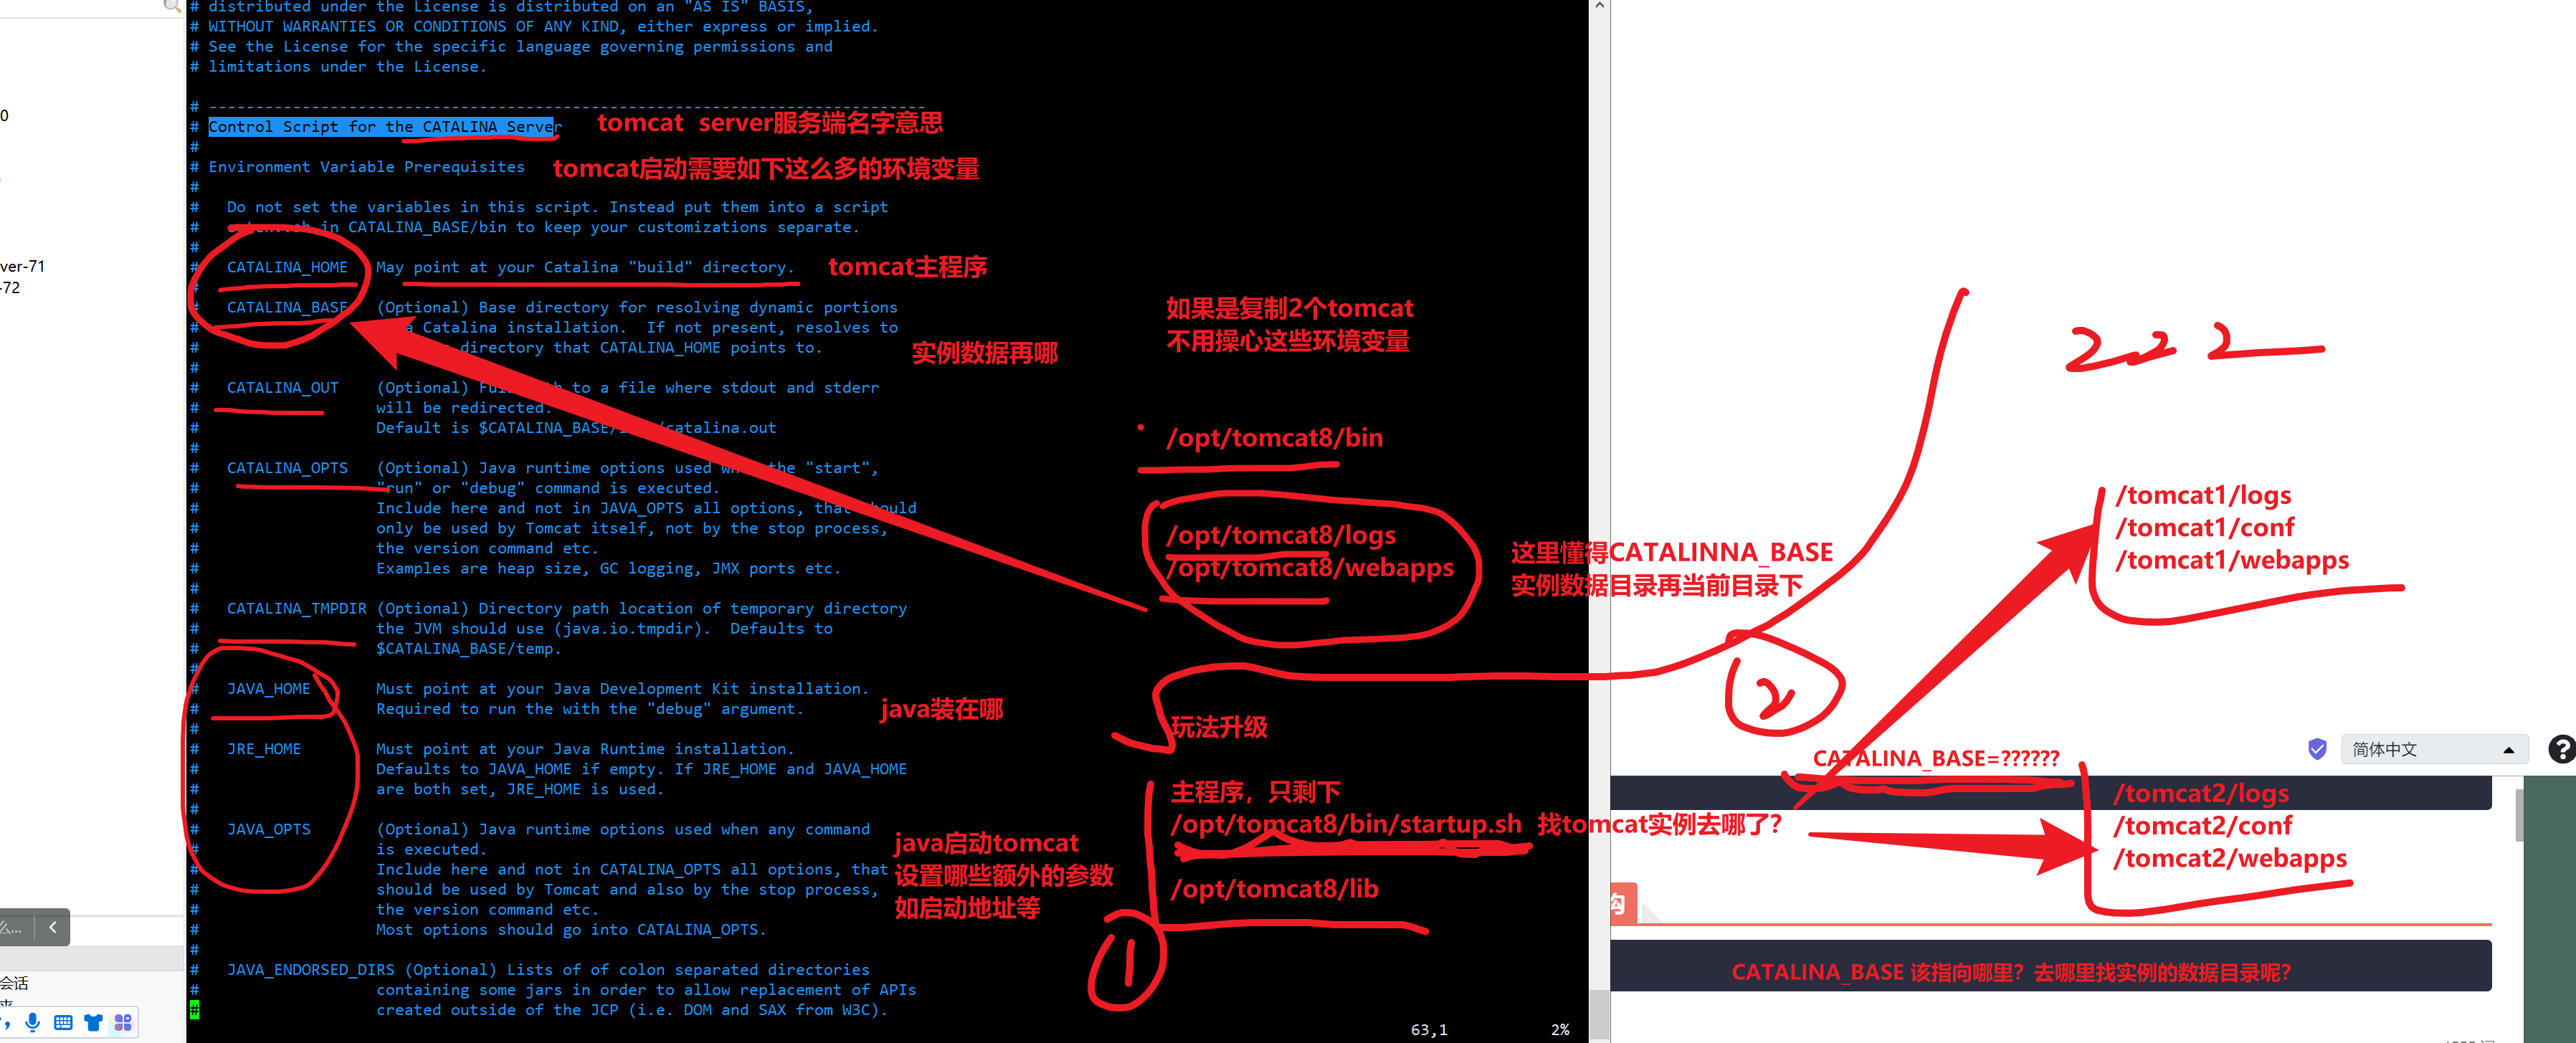 # distributed under the License is distributed on an "AS IS" BASIS,
# WITHOUT WARRANTIES OR CONDITIONS OF ANY KIND, either express or implied.
# See the License for the specific language governing permissions and
# limitations under the License.
# -----------------------------------------------------------------------------
# Control Script for the CATALINA Server
tomcat server服务端名字意思
#
# Environment Variable Prerequisites
tomcat启动需要如下这么多的环境变量
#
# Do not set the variables in this script. Instead put them into a script
# in CATALINA_BASE/bin to keep your customizations separate.
#
# CATALINA_HOME May point at your Catalina "build" directory.
tomcat主程序
#
# CATALINA_BASE (Optional) Base directory for resolving dynamic portions
# a Catalina installation. If not present, resolves to
# directory that CATALINA_HOME points to.
实例数据再哪
#
# CATALINA_OUT (Optional) to a file where stdout and stderr
# will be redirected.
# Default is $CATALINA_BASE/ /catalina.out
#
# CATALINA_OPTS (Optional) Java runtime options used the "start",
# "run" or "debug" command is executed.
# Include here and not in JAVA_OPTS all options, that should
# only be used by Tomcat itself, not by the stop process,
# the version command etc.
# Examples are heap size, GC logging, JMX ports etc.
#
# CATALINA_TMPDIR (Optional) Directory path location of temporary directory
# the JVM should use (java.io.tmpdir). Defaults to
# $CATALINA_BASE/temp.
#
# JAVA_HOME Must point at your Java Development Kit installation.
# Required to run the with the "debug" argument.
java装在哪
#
# JRE_HOME Must point at your Java Runtime installation.
# Defaults to JAVA_HOME if empty. If JRE_HOME and JAVA_HOME
# are both set, JRE_HOME is used.
#
# JAVA_OPTS (Optional) Java runtime options used when any command
# is executed.
# Include here and not in CATALINA_OPTS all options, that
# should be used by Tomcat and also by the stop process,
# the version command etc.
# Most options should go into CATALINA_OPTS.
java启动tomcat
设置哪些额外的参数
如启动地址等
#
# JAVA_ENDORSED_DIRS (Optional) Lists of of colon separated directories
# containing some jars in order to allow replacement of APIs
# created outside of the JCP (i.e. DOM and SAX from W3C).
#
63,1 2%
如果是复制2个tomcat
不用操心这些环境变量
/opt/tomcat8/bin
/opt/tomcat8/logs
/opt/tomcat8/webapps
这里懂得CATALINNA_BASE
实例数据目录再当前目录下
玩法升级
主程序，只剩下
/opt/tomcat8/bin/startup.sh 找tomcat实例去哪了？
/opt/tomcat8/lib
1
2
2 2 2
/tomcat1/logs
/tomcat1/conf
/tomcat1/webapps
简体中文
CATALINA_BASE=??????
/tomcat2/logs
/tomcat2/conf
/tomcat2/webapps
CATALINA_BASE 该指向哪里？去哪里找实例的数据目录呢？
0
ver-71
-72
会话